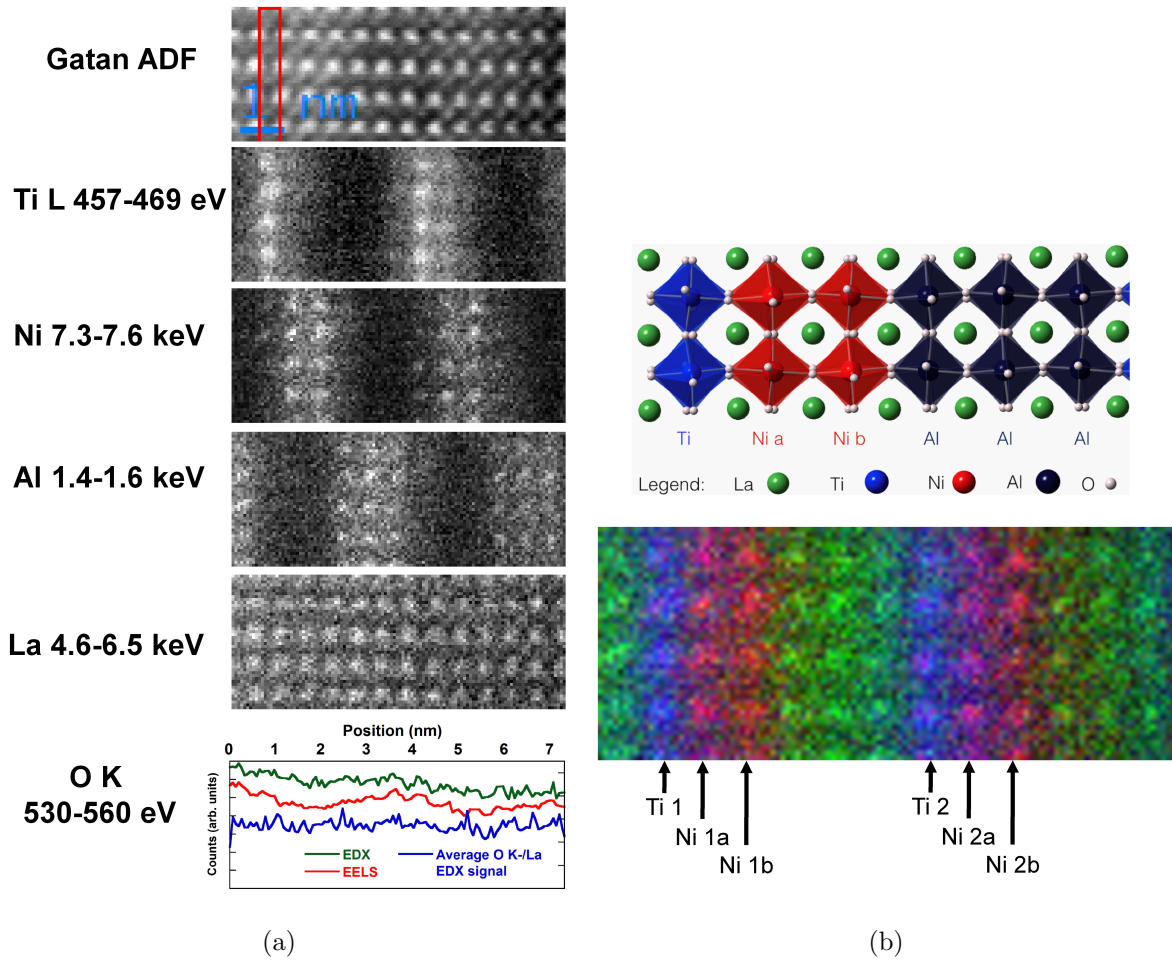 Gatan ADF
1 nm
Ti L 457-469 eV
Ni 7.3-7.6 keV
Al 1.4-1.6 keV
La 4.6-6.5 keV
Position (nm)
0 1 2 3 4 5 6 7
O K
530-560 eV
Counts (arb. units)
EDX
EELS
Average O K-/La
EDX signal
(a)
Ti Ni a Ni b Al Al Al
Legend: La Ti Ni Al O
Ti 1
Ni 1a
Ni 1b
Ti 2
Ni 2a
Ni 2b
(b)